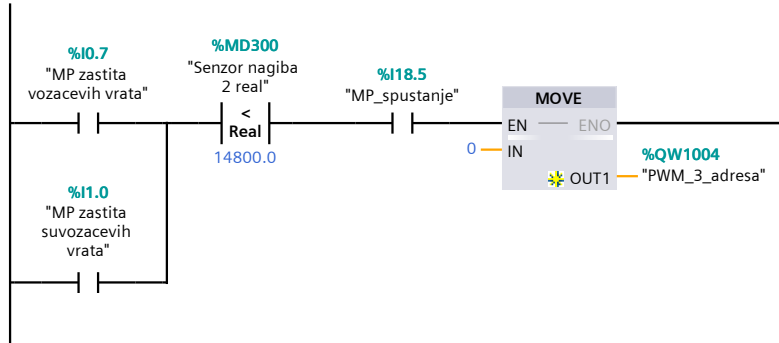 %I0.7
"MP zastita
vozacevih vrata"
%MD300
"Senzor nagiba
2 real"
<
Real
14800.0
%I18.5
"MP_spustanje"
MOVE
EN
ENO
0
IN
OUT1
%QW1004
"PWM_3_adresa"
%I1.0
"MP zastita
suvozacevih
vrata"